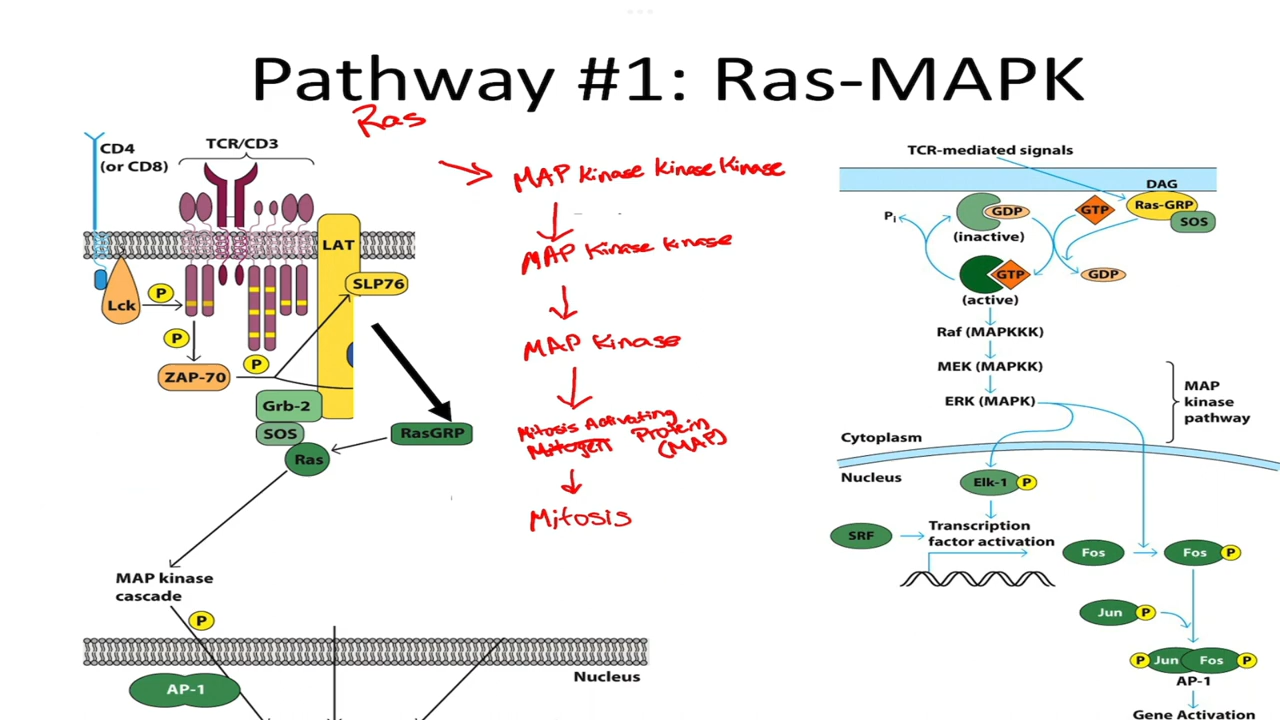 Pathway #1: Ras-MAPK
Ras
MAP Kinase Kinase Kinase
MAP Kinase Kinase
MAP Kinase
Mitosis Activating
Mitogen Protein
(MAP)
Mitosis
CD4
(or CD8)
TCR/CD3
LAT
SLP76
Lck
P
P
P
ZAP-70
Grb-2
SOS
Ras
RasGRP
MAP kinase
cascade
P
Nucleus
AP-1
TCR-mediated signals
DAG
Ras-GRP
SOS
Pi
GDP
GTP
(inactive)
GTP
GDP
(active)
Raf (MAPKKK)
MEK (MAPKK)
ERK (MAPK)
MAP
kinase
pathway
Cytoplasm
Nucleus
Elk-1 P
SRF
Transcription
factor activation
Fos
Fos P
Jun P
P Jun Fos P
AP-1
Gene Activation